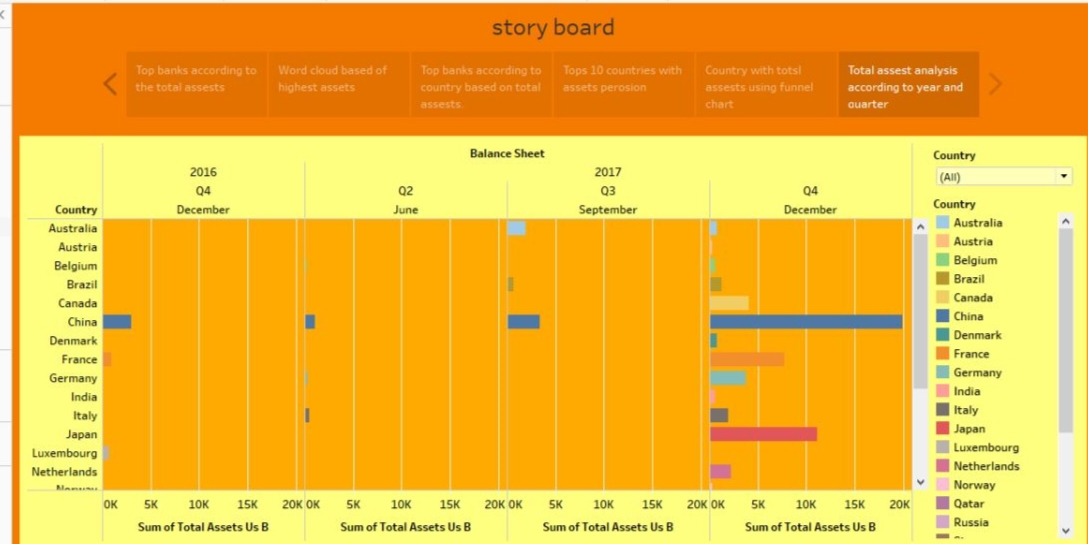 story board
Top banks according to
the total assests
Word cloud based of
highest assets
Top banks according to
country based on total
assests.
Tops 10 countries with
assets perosion
Country with totsl
assests using funnel
chart
Total assest analysis
according to year and
quarter
Balance Sheet
2016
2017
Q4
Q2
Q3
Q4
Country
December
June
September
December
Australia
Austria
Belgium
Brazil
Canada
China
Denmark
France
Germany
India
Italy
Japan
Luxembourg
Netherlands
Norway
0K 5K 10K 15K 20K
0K 5K 10K 15K 20K
0K 5K 10K 15K 20K
0K 5K 10K 15K 20K
Sum of Total Assets Us B
Sum of Total Assets Us B
Sum of Total Assets Us B
Sum of Total Assets Us B
Country
(All)
Country
Australia
Austria
Belgium
Brazil
Canada
China
Denmark
France
Germany
India
Italy
Japan
Luxembourg
Netherlands
Norway
Qatar
Russia